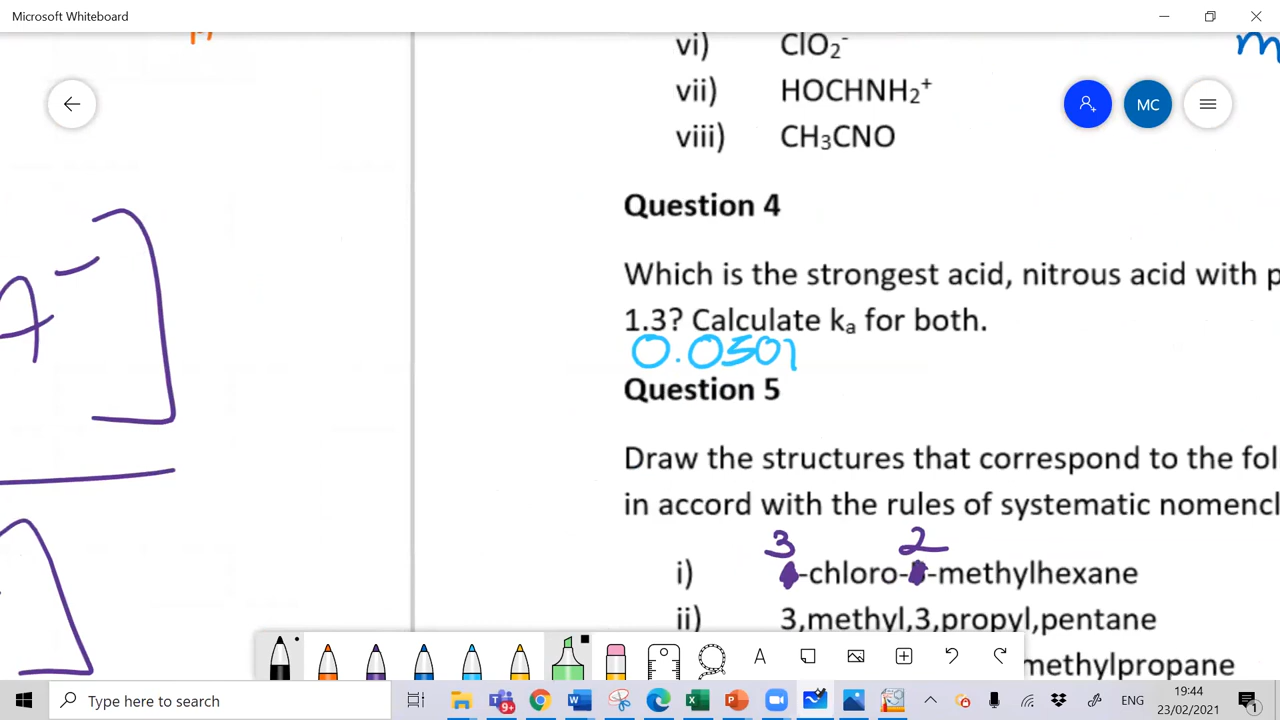 Microsoft Whiteboard
vi) ClO₂⁻
vii) HOCHNH₂⁺
MC
viii) CH₃CNO
Question 4
A⁻
Which is the strongest acid, nitrous acid with p
1.3? Calculate kₐ for both.
0.0501
Question 5
Draw the structures that correspond to the fol
in accord with the rules of systematic nomencl
3 2
i) -chloro- -methylhexane
ii) 3,methyl,3,propyl,pentane
methylpropane
A
Type here to search
9+
ENG
19:44
23/02/2021
1